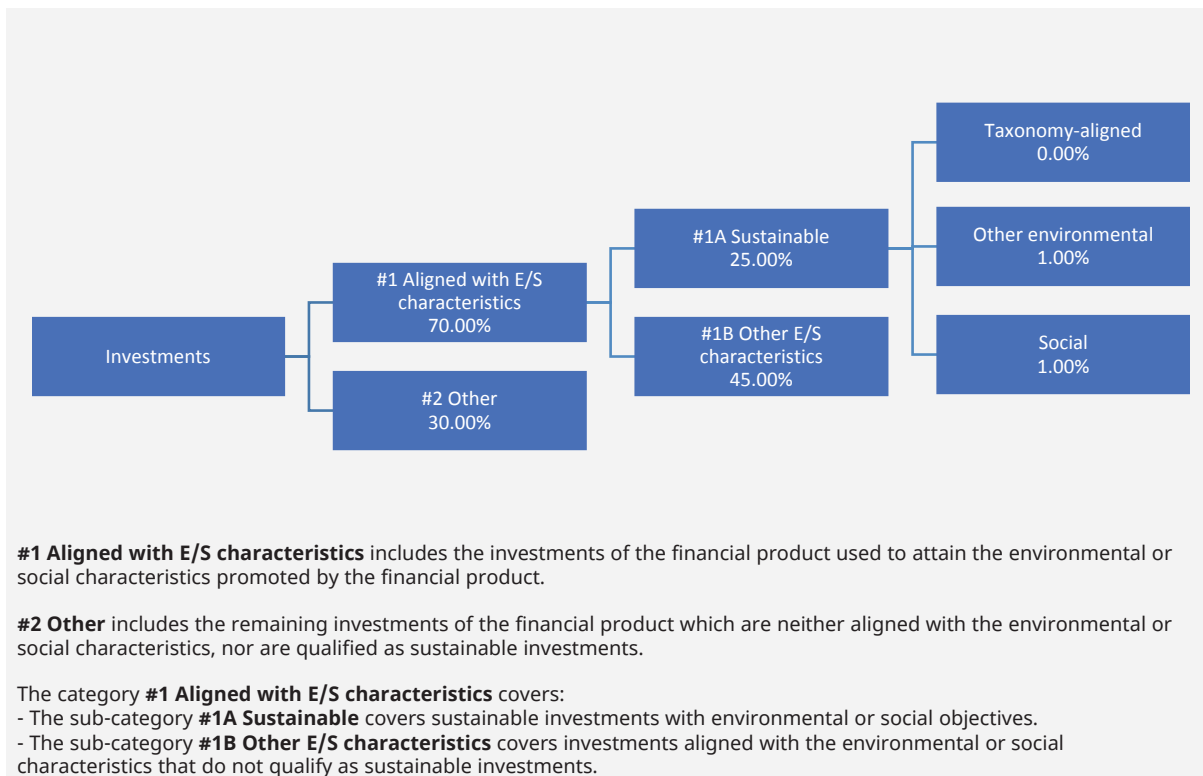 Taxonomy-aligned
0.00%
#1A Sustainable
25.00%
Other environmental
1.00%
#1 Aligned with E/S
characteristics
70.00%
Investments
#1B Other E/S
characteristics
45.00%
Social
1.00%
#2 Other
30.00%
#1 Aligned with E/S characteristics includes the investments of the financial product used to attain the environmental or
social characteristics promoted by the financial product.
#2 Other includes the remaining investments of the financial product which are neither aligned with the environmental or
social characteristics, nor are qualified as sustainable investments.
The category #1 Aligned with E/S characteristics covers:
- The sub-category #1A Sustainable covers sustainable investments with environmental or social objectives.
- The sub-category #1B Other E/S characteristics covers investments aligned with the environmental or social
characteristics that do not qualify as sustainable investments.